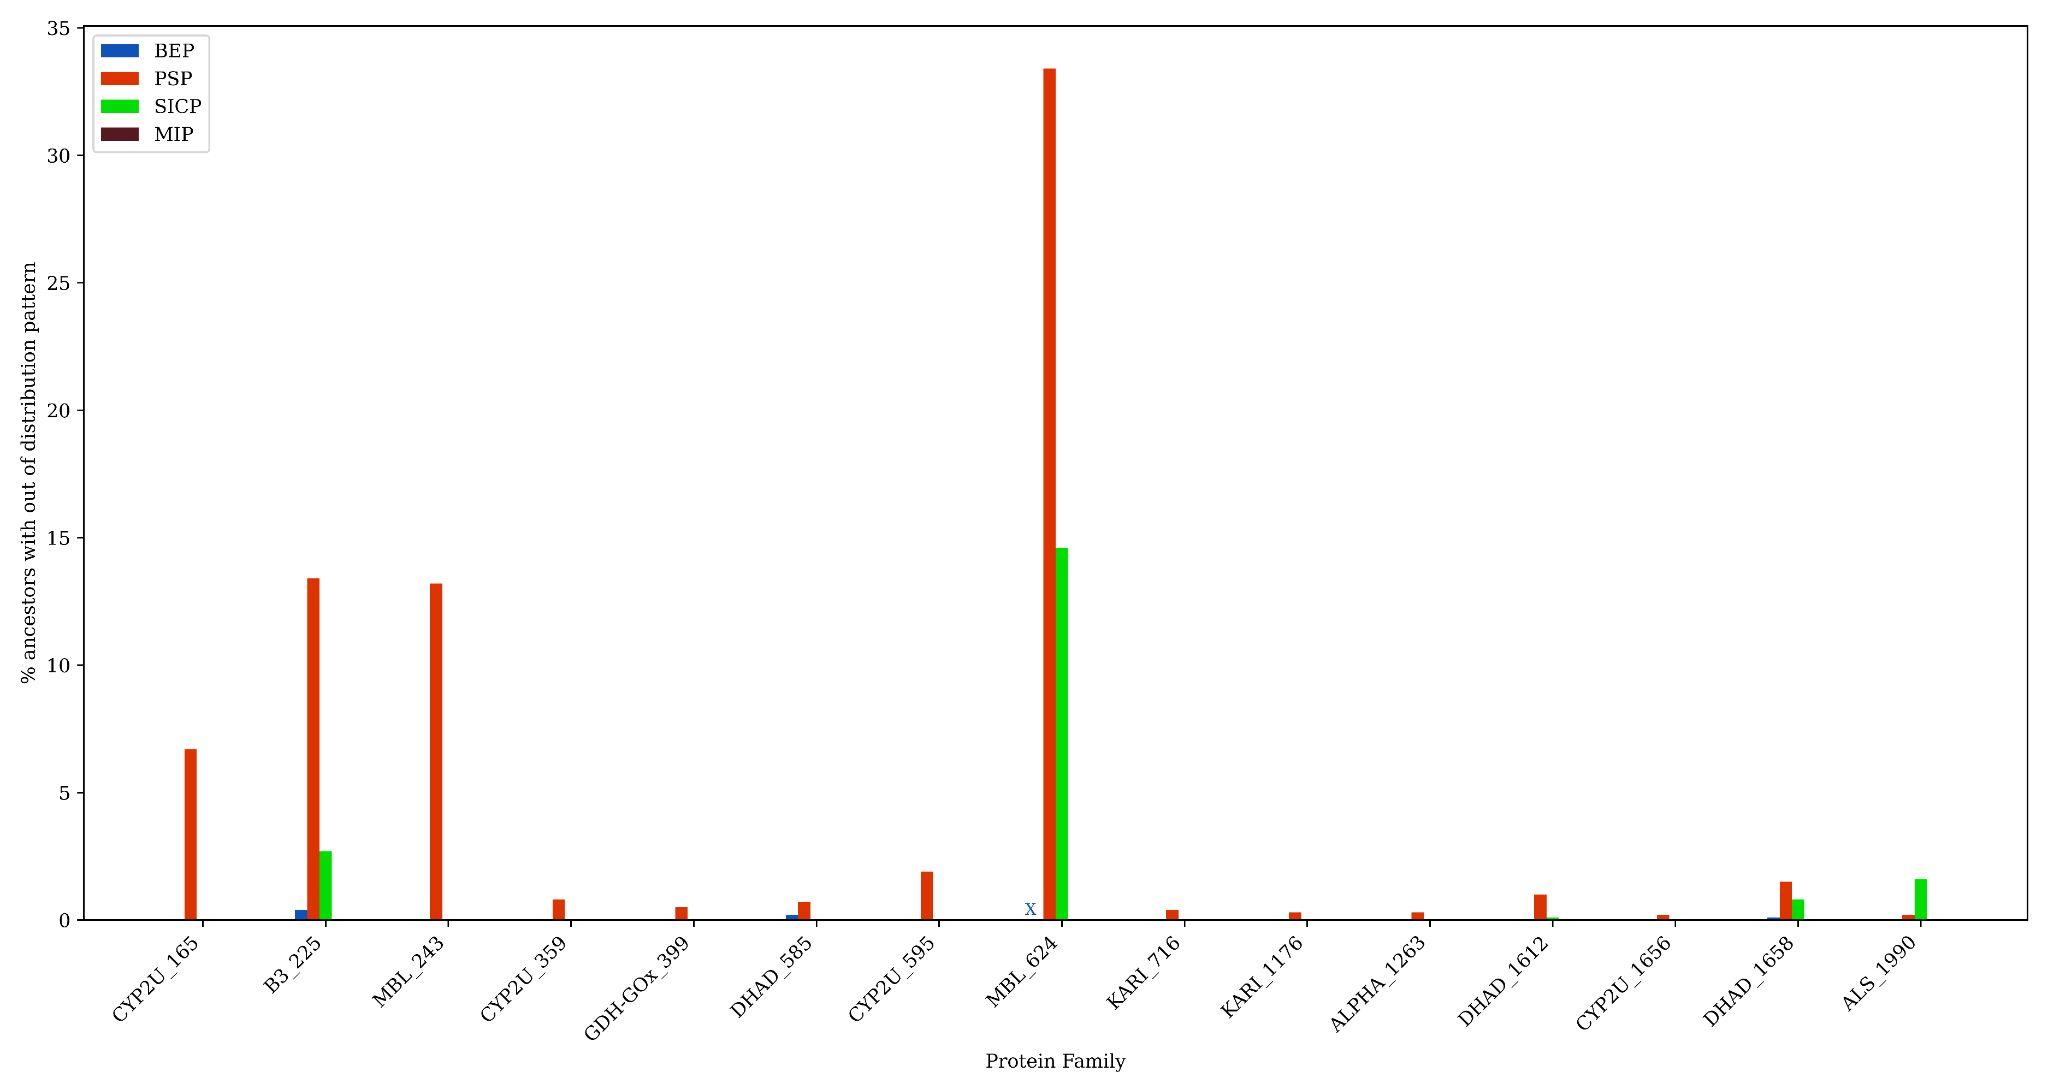 35
30
25
20
15
10
5
0
% ancestors with out of distribution pattern
BEP
PSP
SICP
MIP
X
CYP2U_165
B3_225
MBL_243
CYP2U_359
GDH-GOx_399
DHAD_585
CYP2U_595
MBL_624
KARI_716
KARI_1176
ALPHA_1263
DHAD_1612
CYP2U_1656
DHAD_1658
ALS_1990
Protein Family